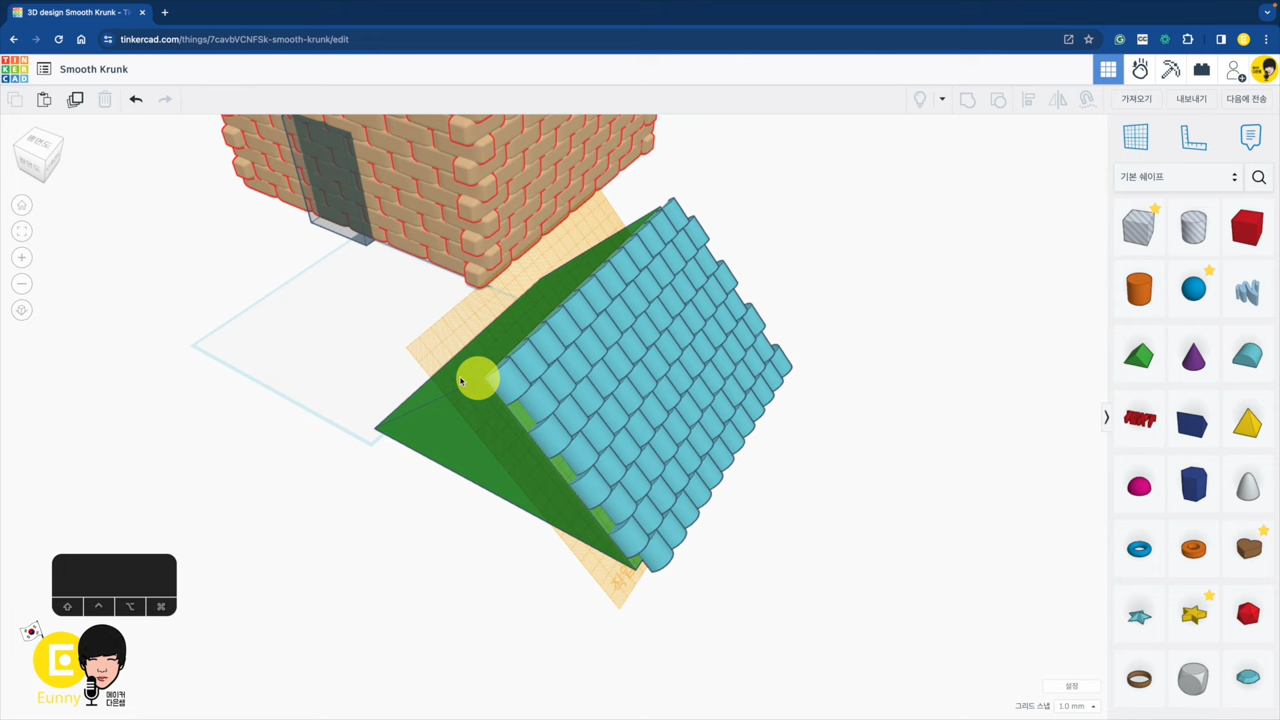 3D design Smooth Krunk - Ti
tinkercad.com/things/7cavbVCNFSk-smooth-krunk/edit
TIN
KER
CAD
Smooth Krunk
가져오기
내보내기
다음에 전송
기본 쉐이프
TEXT
설정
그리드 스냅
1.0 mm
Eunny
메이커
다은쌤